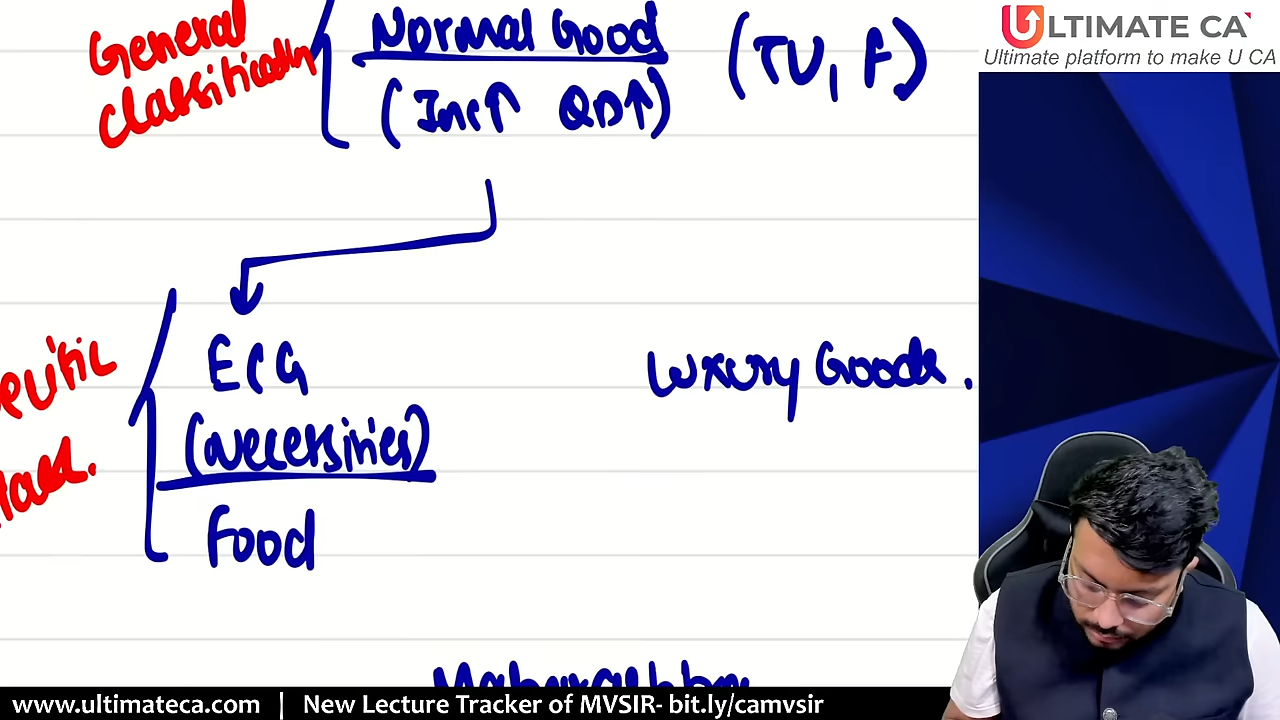 General
classification
Normal Good (TV, F)
(Inc↑ QD↑)
ULTIMATE CA
Ultimate platform to make U CA
ECG
(Necessities)
Food
Luxury Goods.
www.ultimateca.com | New Lecture Tracker of MVSIR- bit.ly/camvsir